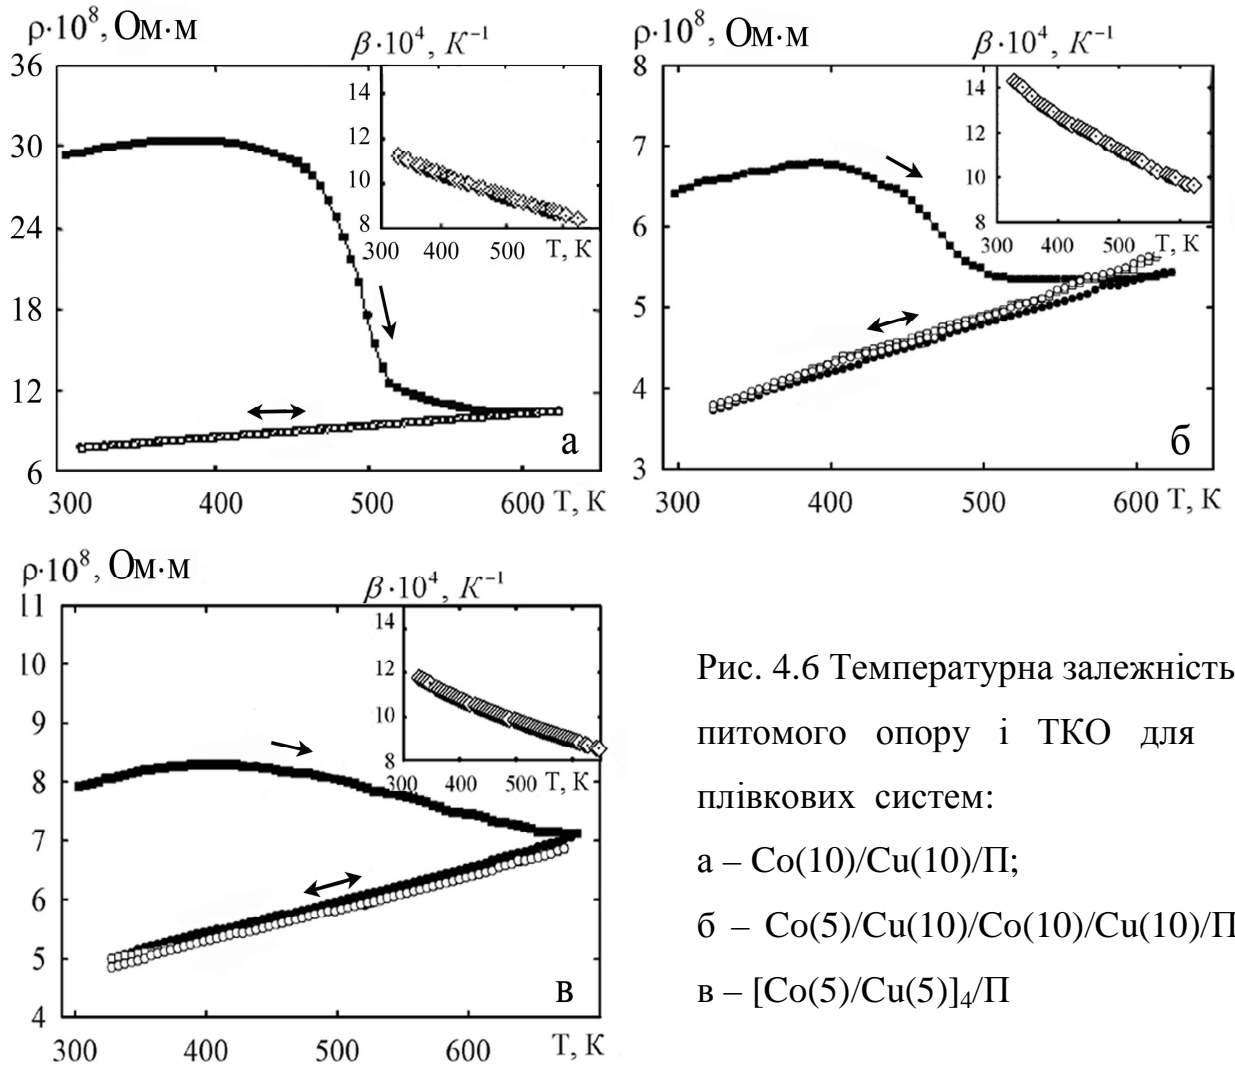 ρ·10⁸, Ом·м
β·10⁴, K⁻¹
36
30
24
18
12
6
14
12
10
8
300 400 500 T, К
а
300 400 500 600 T, К
ρ·10⁸, Ом·м
β·10⁴, K⁻¹
8
7
6
5
4
3
14
12
10
8
300 400 500 T, К
б
300 400 500 600 T, К
ρ·10⁸, Ом·м
β·10⁴, K⁻¹
11
10
9
8
7
6
5
4
14
12
10
8
300 400 500 T, К
в
300 400 500 600 T, К
Рис. 4.6 Температурна залежність
питомого опору і ТКО для
плівкових систем:
а – Co(10)/Cu(10)/П;
б – Co(5)/Cu(10)/Co(10)/Cu(10)/П
в – [Co(5)/Cu(5)]₄/П